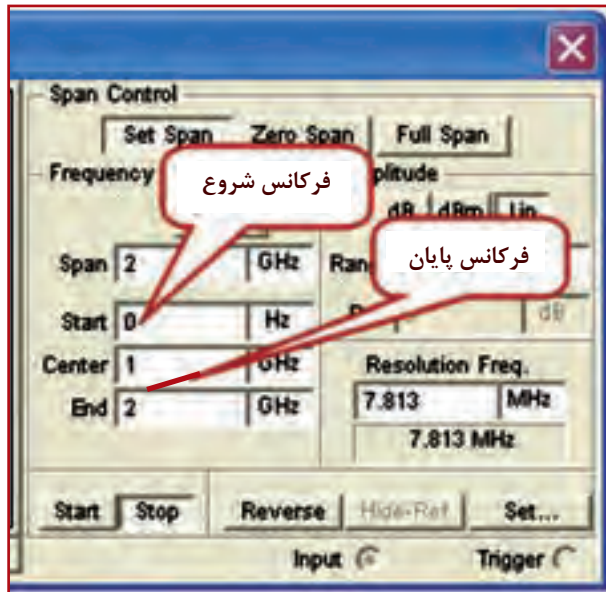 Span Control
Set Span Zero Span Full Span
Frequency
فرکانس شروع
dB dBm Lin
فرکانس پایان
Span 2 GHz
Start 0 Hz
dB
Center 1 GHz
Resolution Freq.
End 2 GHz
7.813 MHz
7.813 MHz
Start Stop Reverse Hide-Ref Set...
Input Trigger